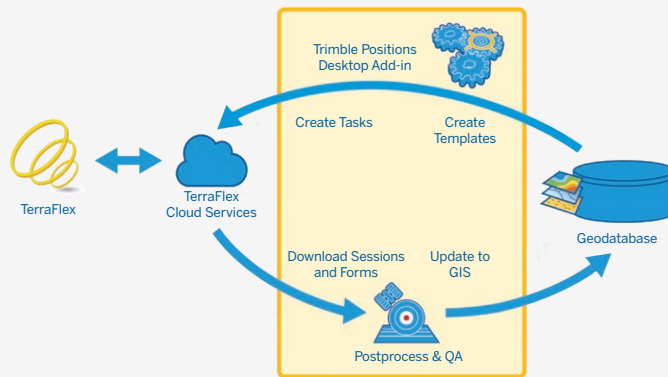 Trimble Positions
Desktop Add-in
Create Tasks
Create
Templates
TerraFlex
TerraFlex
Cloud Services
Geodatabase
Download Sessions
and Forms
Update to
GIS
Postprocess & QA